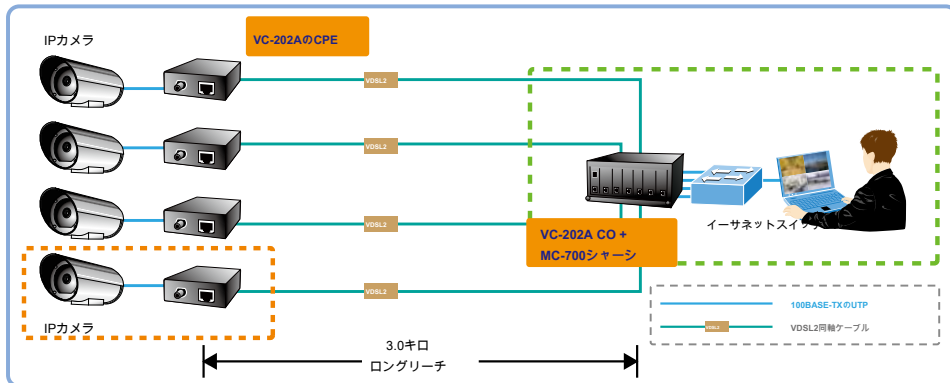 IPカメラ
VC-202AのCPE
VDSL2
VDSL2
VDSL2
VDSL2
VC-202A CO +
MC-700シャーシ
イーサネットスイッチ
IPカメラ
3.0キロ
ロングリーチ
100BASE-TXのUTP
VDSL2
VDSL2同軸ケーブル